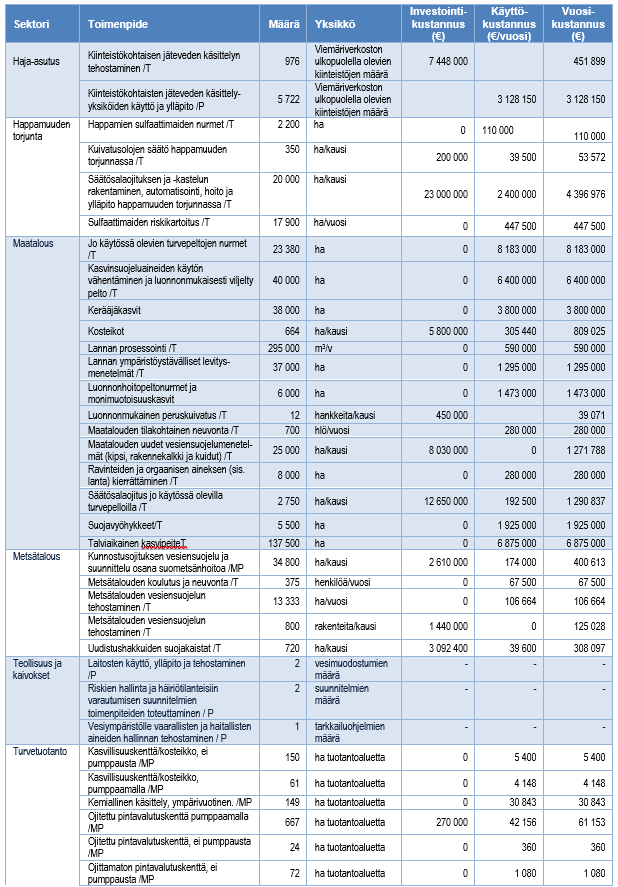 Sektori Toimenpide Määrä Yksikkö Investointi-kustannus (€) Käyttö-kustannus (€/vuosi) Vuosi-kustannus (€)
Haja-asutus Kiinteistökohtaisen jäteveden käsittelyn tehostaminen /T 976 Viemäriverkoston ulkopuolella olevien kiinteistöjen määrä 7 448 000 451 899
Kiinteistökohtaisten jäteveden käsittely-yksiköiden käyttö ja ylläpito /P 5 722 Viemäriverkoston ulkopuolella olevien kiinteistöjen määrä 3 128 150 3 128 150
Happamuuden torjunta Happamien sulfaattimaiden nurmet /T 2 200 ha 0 110 000 110 000
Kuivatusolojen säätö happamuuden torjunnassa /T 350 ha/kausi 200 000 39 500 53 572
Säätösalaojituksen ja -kastelun rakentaminen, automatisointi, hoito ja ylläpito happamuuden torjunnassa /T 20 000 ha/kausi 23 000 000 2 400 000 4 396 976
Sulfaattimaiden riskikartoitus /T 17 900 ha/vuosi 0 447 500 447 500
Maatalous Jo käytössä olevien turvepeltojen nurmet /T 23 380 ha 0 8 183 000 8 183 000
Kasvinsuojeluaineiden käytön vähentäminen ja luonnonmukaisesti viljelty pelto /T 40 000 ha 0 6 400 000 6 400 000
Kerääjäkasvit 38 000 ha 0 3 800 000 3 800 000
Kosteikot 664 ha/kausi 5 800 000 305 440 809 025
Lannan prosessointi /T 295 000 m³/v 0 590 000 590 000
Lannan ympäristöystävälliset levitys-menetelmät /T 37 000 ha 0 1 295 000 1 295 000
Luonnonhoitopeltonurmet ja monimuotoisuuskasvit 6 000 ha 0 1 473 000 1 473 000
Luonnonmukainen peruskuivatus /T 12 hankkeita/kausi 450 000 39 071
Maatalouden tilakohtainen neuvonta /T 700 hlö/vuosi 280 000 280 000
Maatalouden uudet vesiensuojelumenetel-mät (kipsi, rakennekalkki ja kuidut) /T 25 000 ha/kausi 8 030 000 0 1 271 788
Ravinteiden ja orgaanisen aineksen (sis. lanta) kierrättäminen /T 8 000 ha 0 280 000 280 000
Säätösalaojitus jo käytössä olevilla turvepelloilla /T 2 750 ha/kausi 12 650 000 192 500 1 290 837
Suojavyöhykkeet/T 5 500 ha 0 1 925 000 1 925 000
Talviaikainen kasvipeiteT 137 500 ha 0 6 875 000 6 875 000
Metsätalous Kunnostusojituksen vesiensuojelu ja suunnittelu osana suometsänhoitoa /MP 34 800 ha/kausi 2 610 000 174 000 400 613
Metsätalouden koulutus ja neuvonta /T 375 henkilöä/vuosi 0 67 500 67 500
Metsätalouden vesiensuojelun tehostaminen /T 13 333 ha/vuosi 0 106 664 106 664
Metsätalouden vesiensuojelun tehostaminen /T 800 rakenteita/kausi 1 440 000 0 125 028
Uudistushakkuiden suojakaistat /T 720 ha/kausi 3 092 400 39 600 308 097
Teollisuus ja kaivokset Laitosten käyttö, ylläpito ja tehostaminen /P 2 vesimuodostumien määrä - - -
Riskien hallinta ja häiriötilanteisiin varautumisen suunnitelmien toimenpiteiden toteuttaminen / P 2 suunnitelmien määrä - - -
Vesiympäristölle vaarallisten ja haitallisten aineiden hallinnan tehostaminen / P 1 tarkkailuohjelmien määrä - - -
Turvetuotanto Kasvillisuuskenttä/kosteikko, ei pumppausta /MP 150 ha tuotantoaluetta 0 5 400 5 400
Kasvillisuuskenttä/kosteikko, pumppaamalla /MP 61 ha tuotantoaluetta 0 4 148 4 148
Kemiallinen käsittely, ympärivuotinen. /MP 149 ha tuotantoaluetta 0 30 843 30 843
Ojitettu pintavalutuskenttä pumppaamalla /MP 667 ha tuotantoaluetta 270 000 42 156 61 153
Ojitettu pintavalutuskenttä, ei pumppausta /MP 24 ha tuotantoaluetta 0 360 360
Ojittamaton pintavalutuskenttä, ei pumppausta /MP 72 ha tuotantoaluetta 0 1 080 1 080